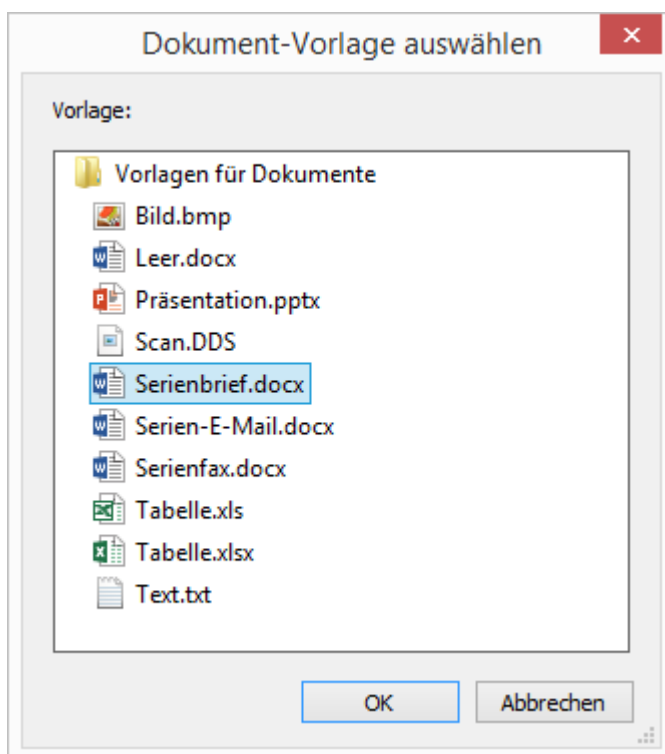 Dokument-Vorlage auswählen
Vorlage:
Vorlagen für Dokumente
Bild.bmp
Leer.docx
Präsentation.pptx
Scan.DDS
Serienbrief.docx
Serien-E-Mail.docx
Serienfax.docx
Tabelle.xls
Tabelle.xlsx
Text.txt
OK Abbrechen